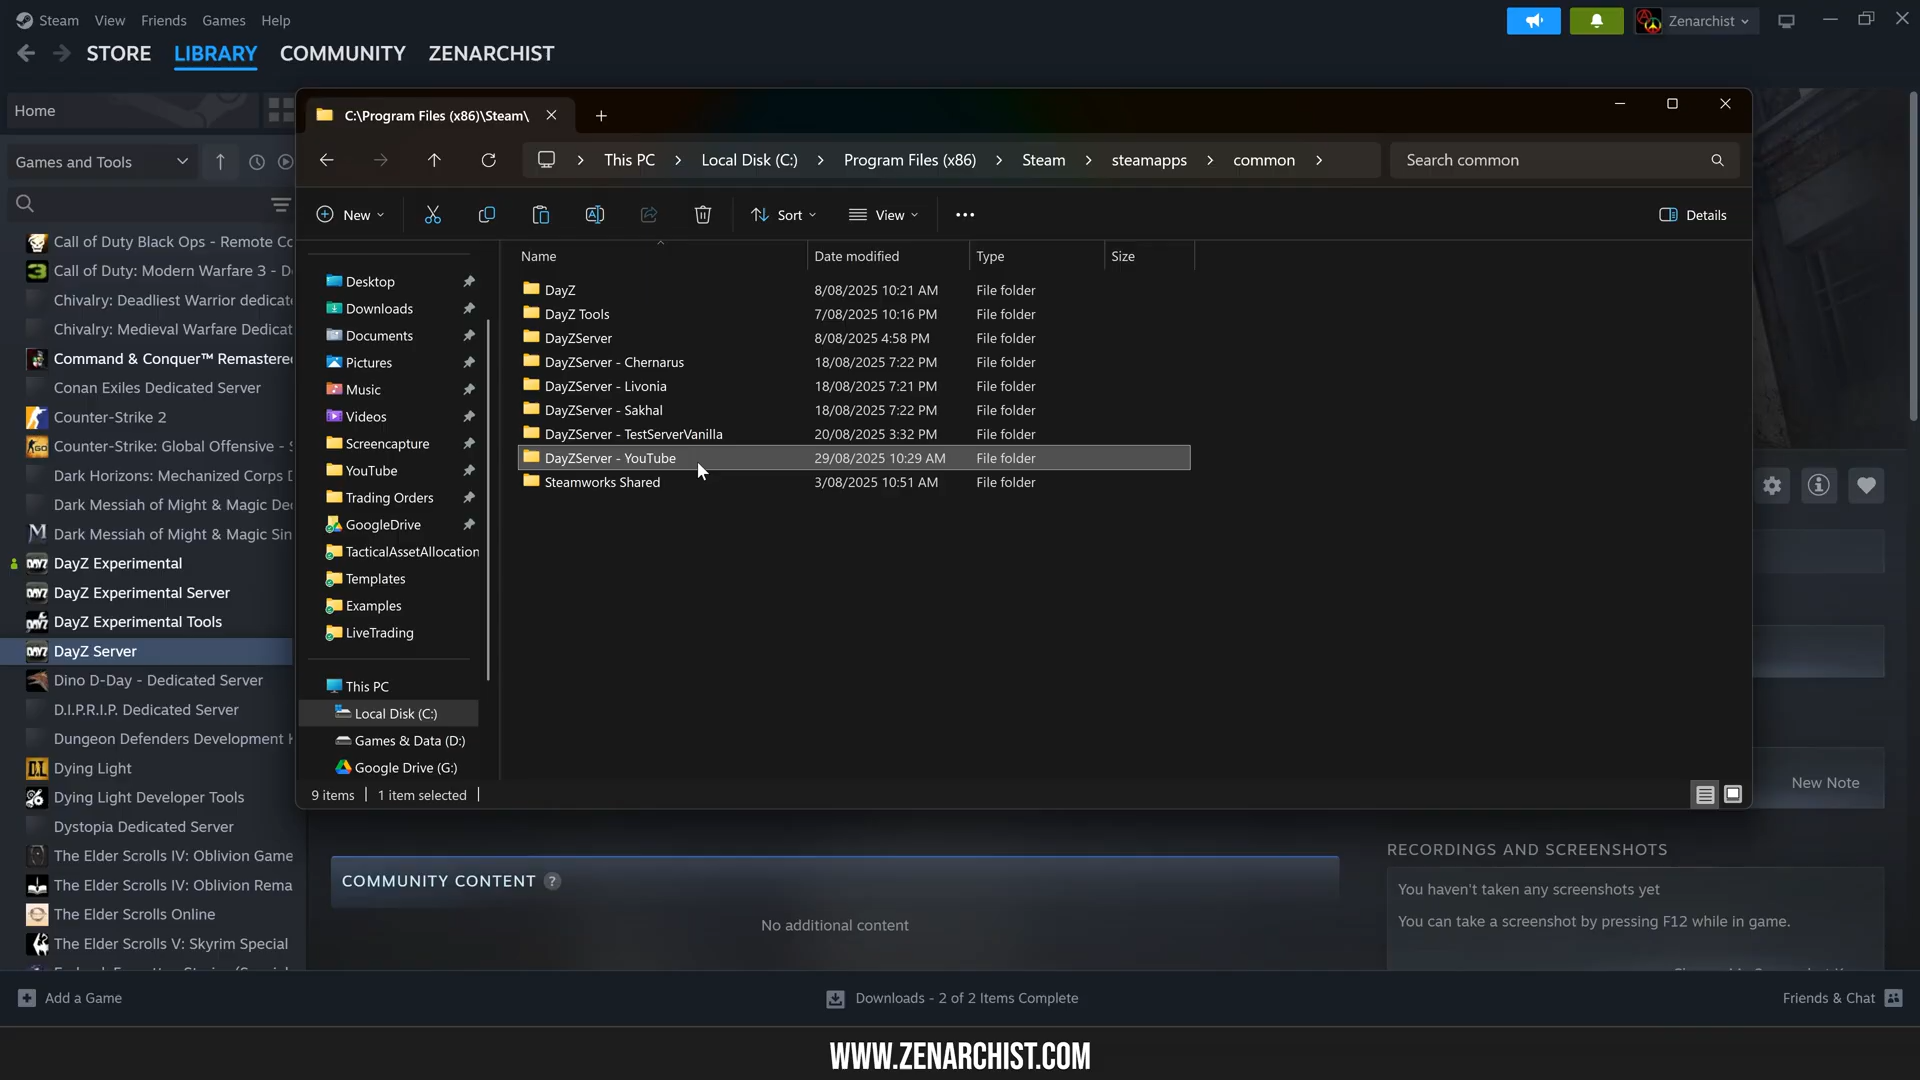 Steam View Friends Games Help
Zenarchist
STORE LIBRARY COMMUNITY ZENARCHIST
Home
Games and Tools
Call of Duty Black Ops - Remote Co
Call of Duty: Modern Warfare 3 - D
Chivalry: Deadliest Warrior dedicate
Chivalry: Medieval Warfare Dedicat
Command & Conquer™ Remastere
Conan Exiles Dedicated Server
Counter-Strike 2
Counter-Strike: Global Offensive - S
Dark Horizons: Mechanized Corps D
Dark Messiah of Might & Magic Dec
Dark Messiah of Might & Magic Sin
DayZ Experimental
DayZ Experimental Server
DayZ Experimental Tools
DayZ Server
Dino D-Day - Dedicated Server
D.I.P.R.I.P. Dedicated Server
Dungeon Defenders Development K
Dying Light
Dying Light Developer Tools
Dystopia Dedicated Server
The Elder Scrolls IV: Oblivion Game
The Elder Scrolls IV: Oblivion Rema
The Elder Scrolls Online
The Elder Scrolls V: Skyrim Special
C:\Program Files (x86)\Steam\
This PC > Local Disk (C:) > Program Files (x86) > Steam > steamapps > common >
Search common
New Sort View ••• Details
Desktop
Downloads
Documents
Pictures
Music
Videos
Screencapture
YouTube
Trading Orders
GoogleDrive
TacticalAssetAllocation
Templates
Examples
LiveTrading
This PC
Local Disk (C:)
Games & Data (D:)
Google Drive (G:)
Name Date modified Type Size
DayZ 8/08/2025 10:21 AM File folder
DayZ Tools 7/08/2025 10:16 PM File folder
DayZServer 8/08/2025 4:58 PM File folder
DayZServer - Chernarus 18/08/2025 7:22 PM File folder
DayZServer - Livonia 18/08/2025 7:21 PM File folder
DayZServer - Sakhal 18/08/2025 7:22 PM File folder
DayZServer - TestServerVanilla 20/08/2025 3:32 PM File folder
DayZServer - YouTube 29/08/2025 10:29 AM File folder
Steamworks Shared 3/08/2025 10:51 AM File folder
9 items 1 item selected
New Note
COMMUNITY CONTENT ?
No additional content
RECORDINGS AND SCREENSHOTS
You haven't taken any screenshots yet
You can take a screenshot by pressing F12 while in game.
Add a Game
Downloads - 2 of 2 Items Complete
Friends & Chat
WWW.ZENARCHIST.COM